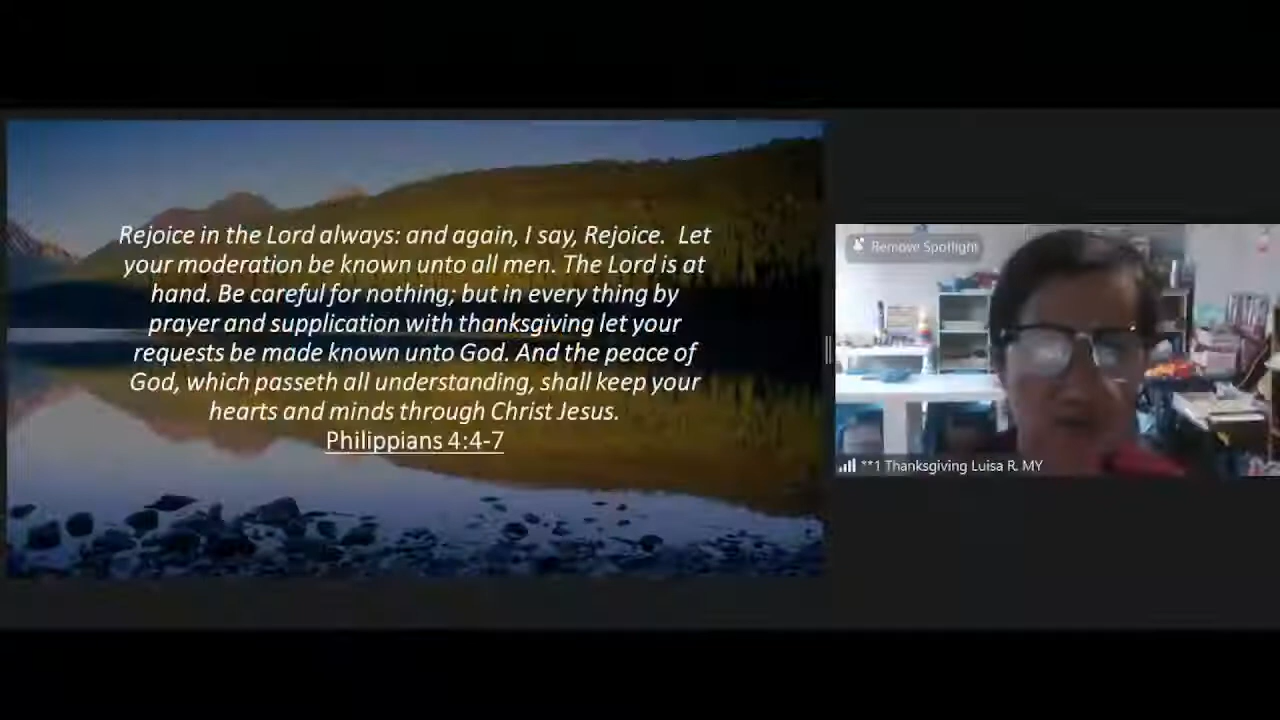 Rejoice in the Lord always: and again, I say, Rejoice.  Let
your moderation be known unto all men. The Lord is at
hand. Be careful for nothing; but in every thing by
prayer and supplication with thanksgiving let your
requests be made known unto God. And the peace of
God, which passeth all understanding, shall keep your
hearts and minds through Christ Jesus.
Philippians 4:4-7
Remove Spotlight
**1 Thanksgiving Luisa R. MY